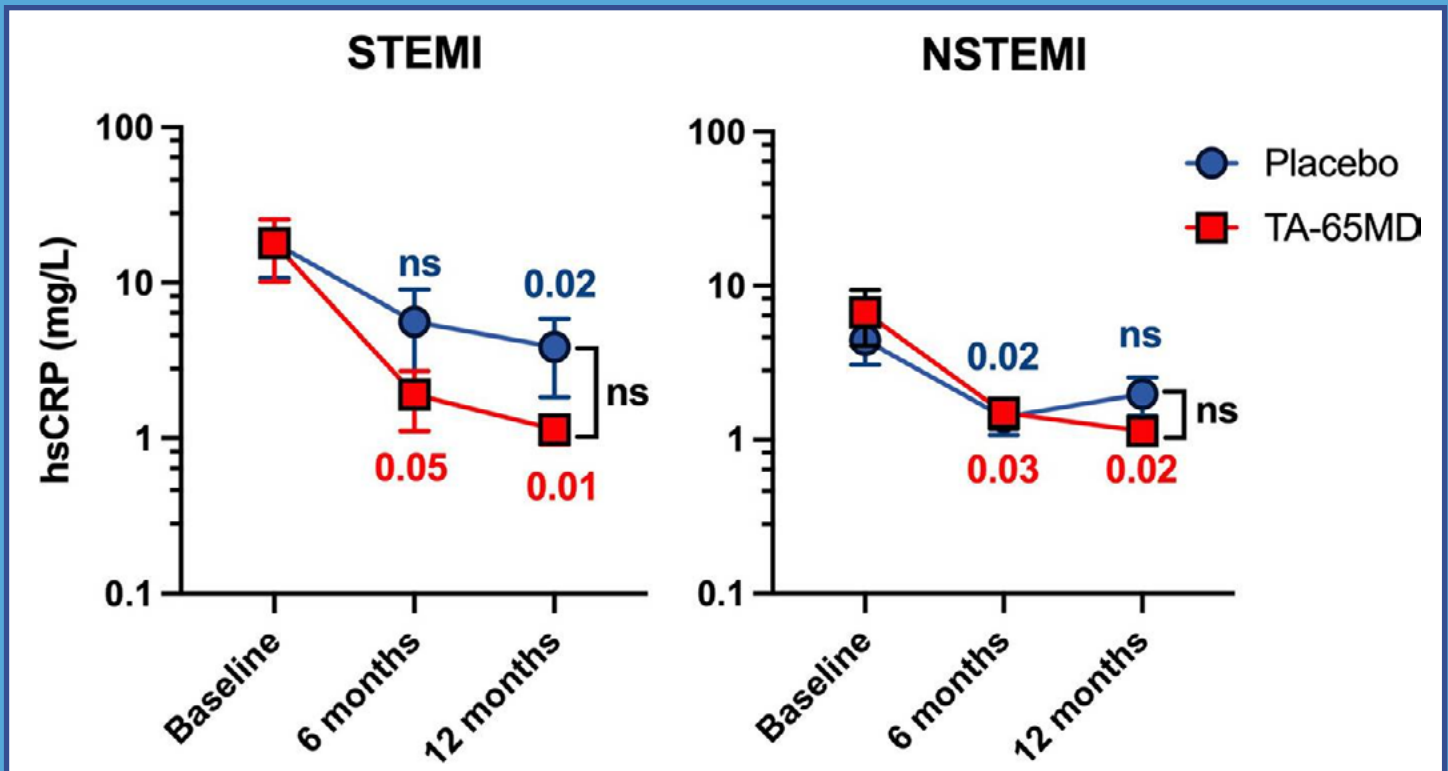 STEMI
NSTEMI
hsCRP (mg/L)
100
10
1
0.1
ns
0.02
0.05
0.01
ns
Baseline
6 months
12 months
100
10
1
0.1
0.02
ns
0.03
0.02
ns
Baseline
6 months
12 months
Placebo
TA-65MD